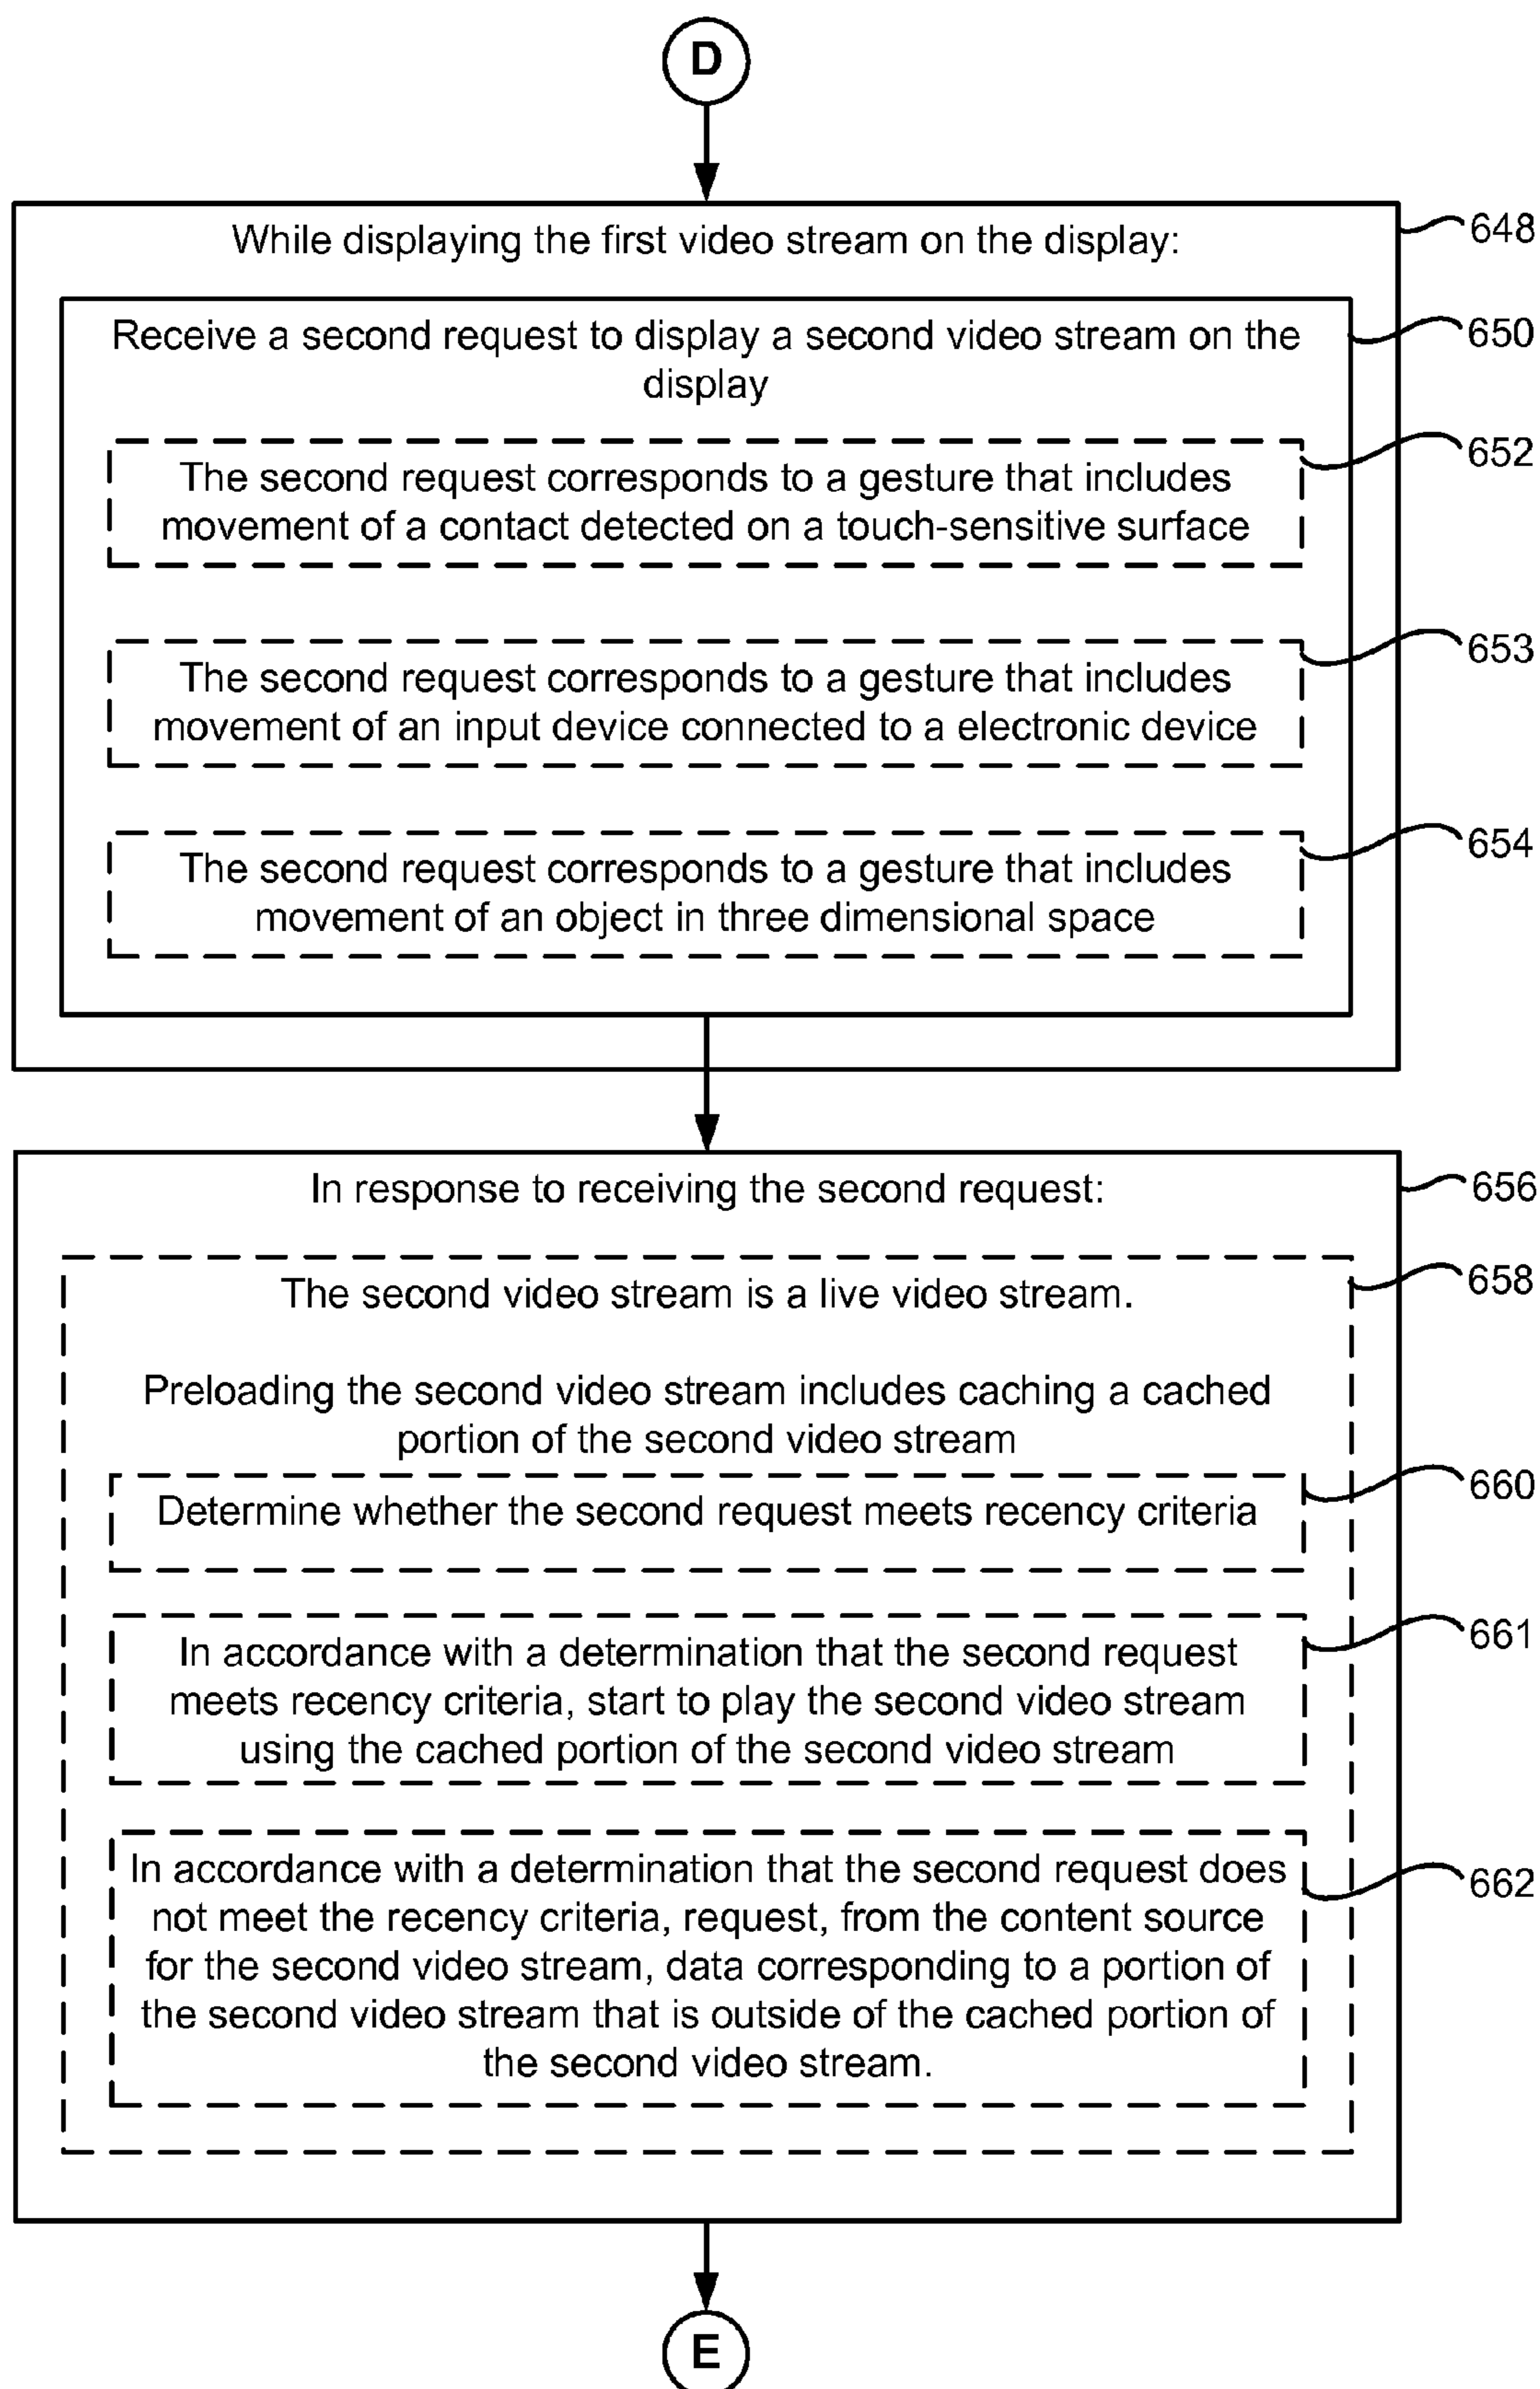 D
While displaying the first video stream on the display:
648
Receive a second request to display a second video stream on the
display
650
The second request corresponds to a gesture that includes
movement of a contact detected on a touch-sensitive surface
652
The second request corresponds to a gesture that includes
movement of an input device connected to a electronic device
653
The second request corresponds to a gesture that includes
movement of an object in three dimensional space
654
In response to receiving the second request:
656
The second video stream is a live video stream.
658
Preloading the second video stream includes caching a cached
portion of the second video stream
Determine whether the second request meets recency criteria
660
In accordance with a determination that the second request
meets recency criteria, start to play the second video stream
using the cached portion of the second video stream
661
In accordance with a determination that the second request does
not meet the recency criteria, request, from the content source
for the second video stream, data corresponding to a portion of
the second video stream that is outside of the cached portion of
the second video stream.
662
E